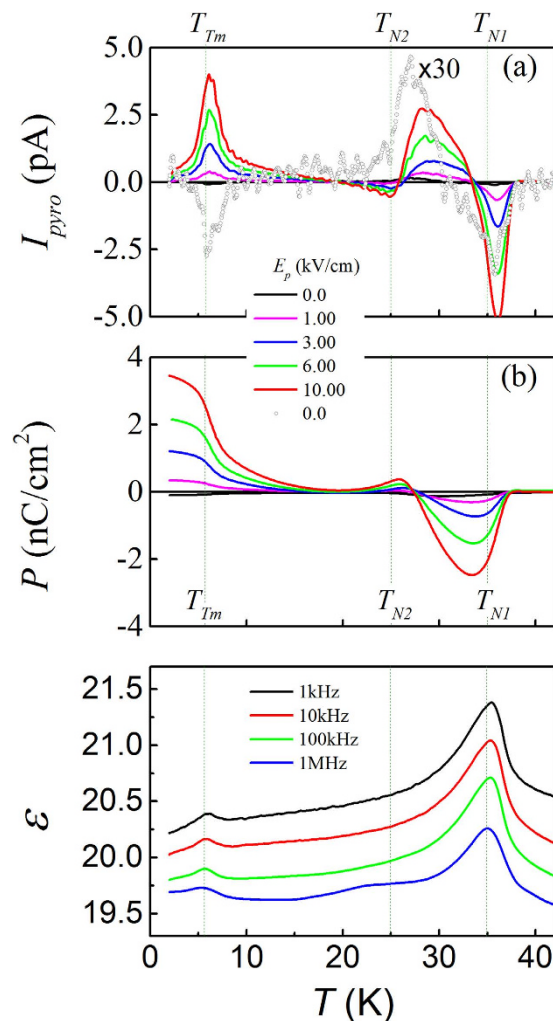 T_Tm T_N2 T_N1
(a)
x30
5.0
2.5
0.0
-2.5
-5.0
I_pyro (pA)
E_p (kV/cm)
0.0
1.00
3.00
6.00
10.00
0.0
(b)
4
2
0
-2
-4
P (nC/cm²)
T_Tm T_N2 T_N1
21.5
21.0
20.5
20.0
19.5
ε
1kHz
10kHz
100kHz
1MHz
0 10 20 30 40
T (K)